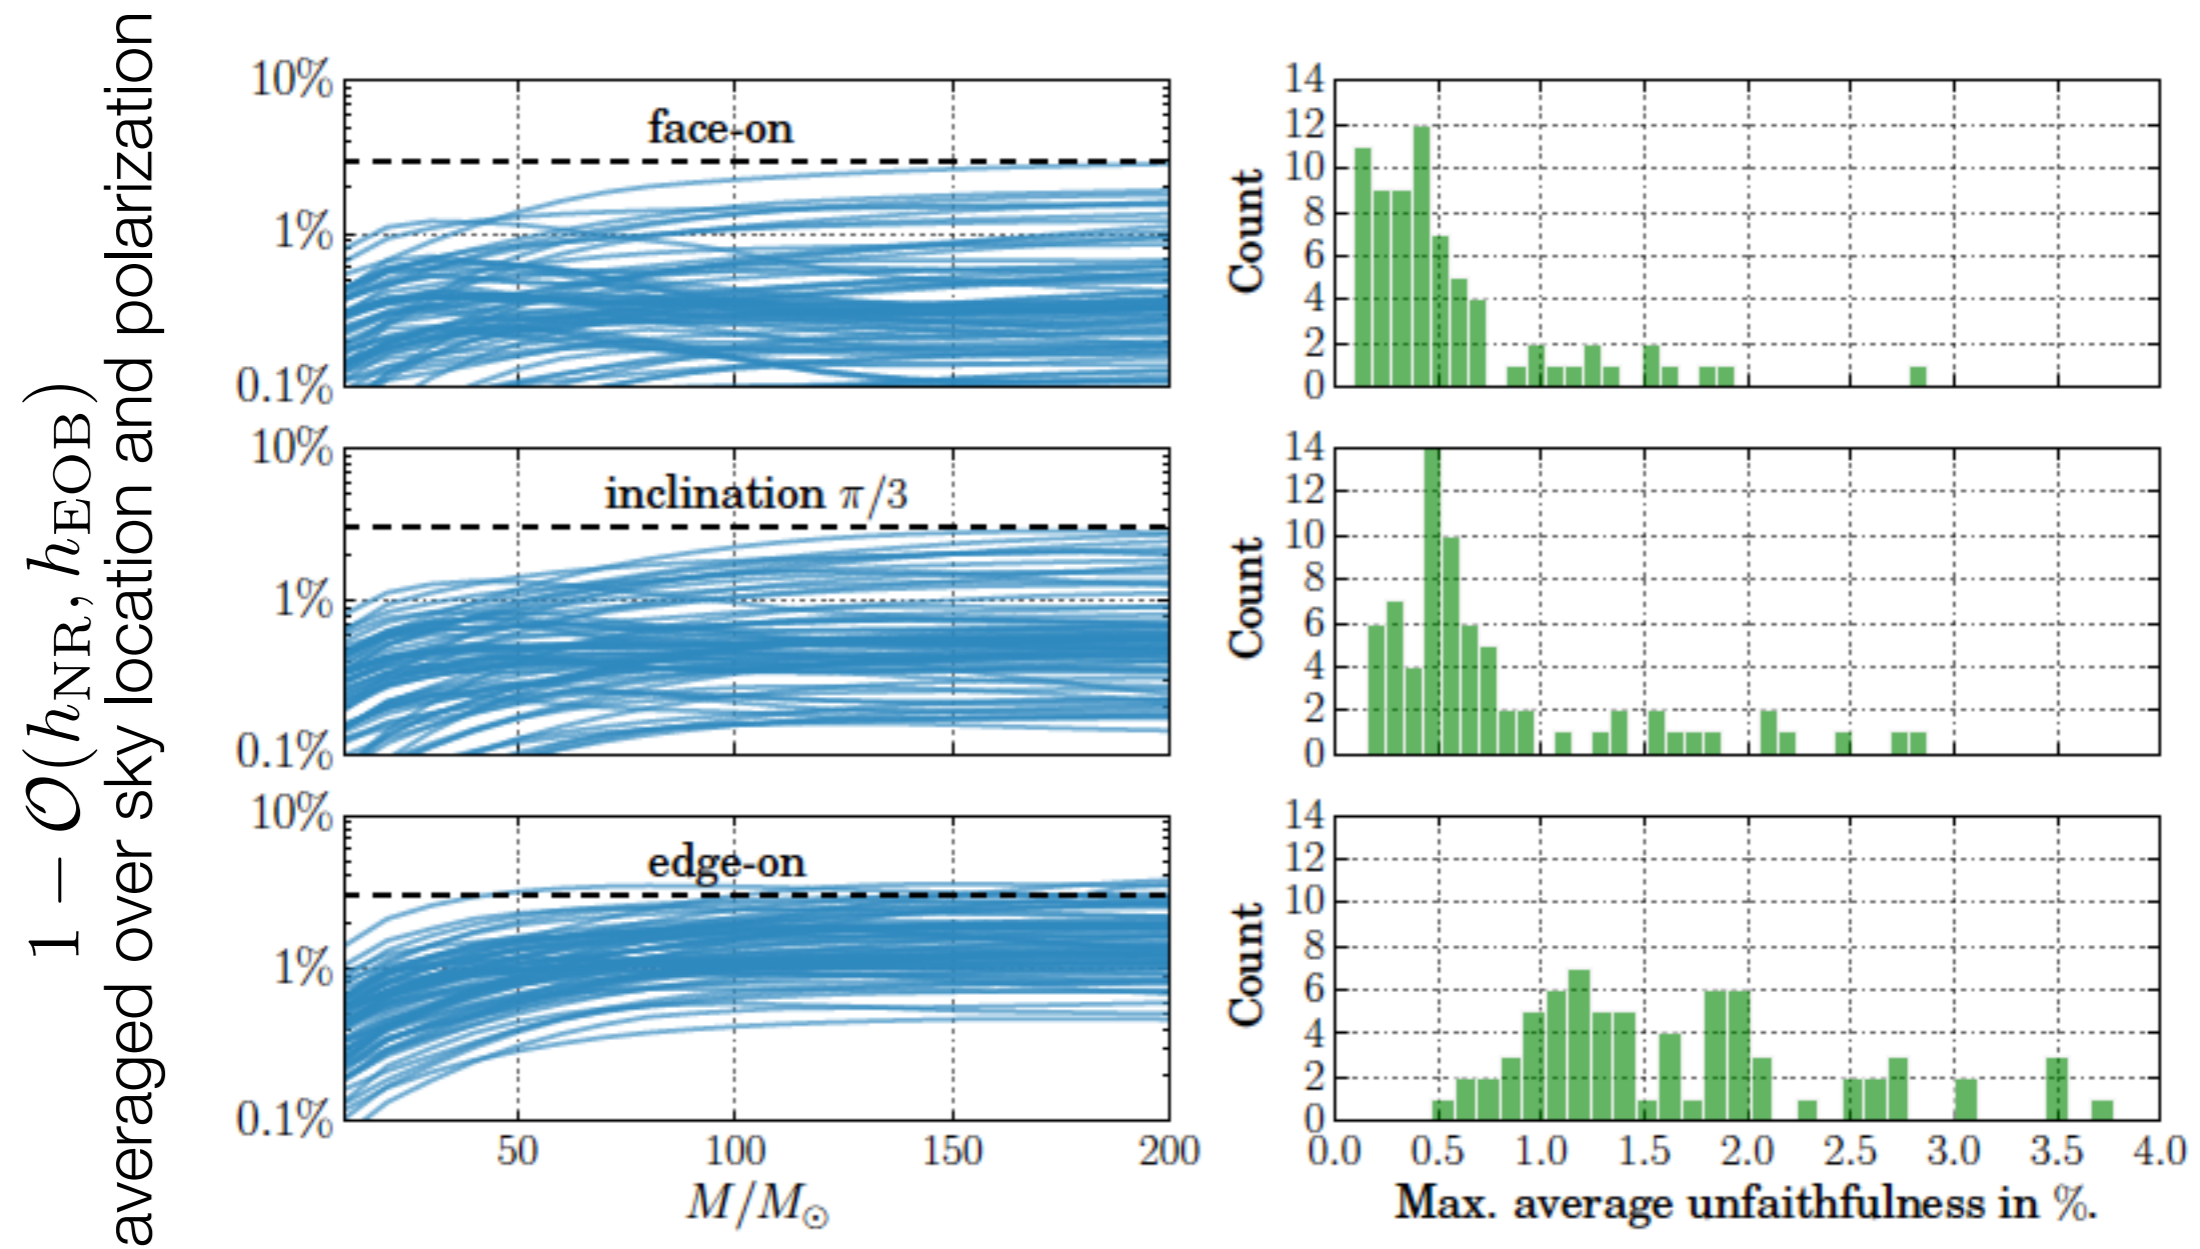 1 − 𝒪(h_NR, h_EOB)
averaged over sky location and polarization
10%
1%
0.1%
face-on
14
12
10
8
6
4
2
0
Count
10%
1%
0.1%
inclination π/3
14
12
10
8
6
4
2
0
Count
10%
1%
0.1%
edge-on
50 100 150 200
M/M_⊙
14
12
10
8
6
4
2
0
Count
0.0 0.5 1.0 1.5 2.0 2.5 3.0 3.5 4.0
Max. average unfaithfulness in %.